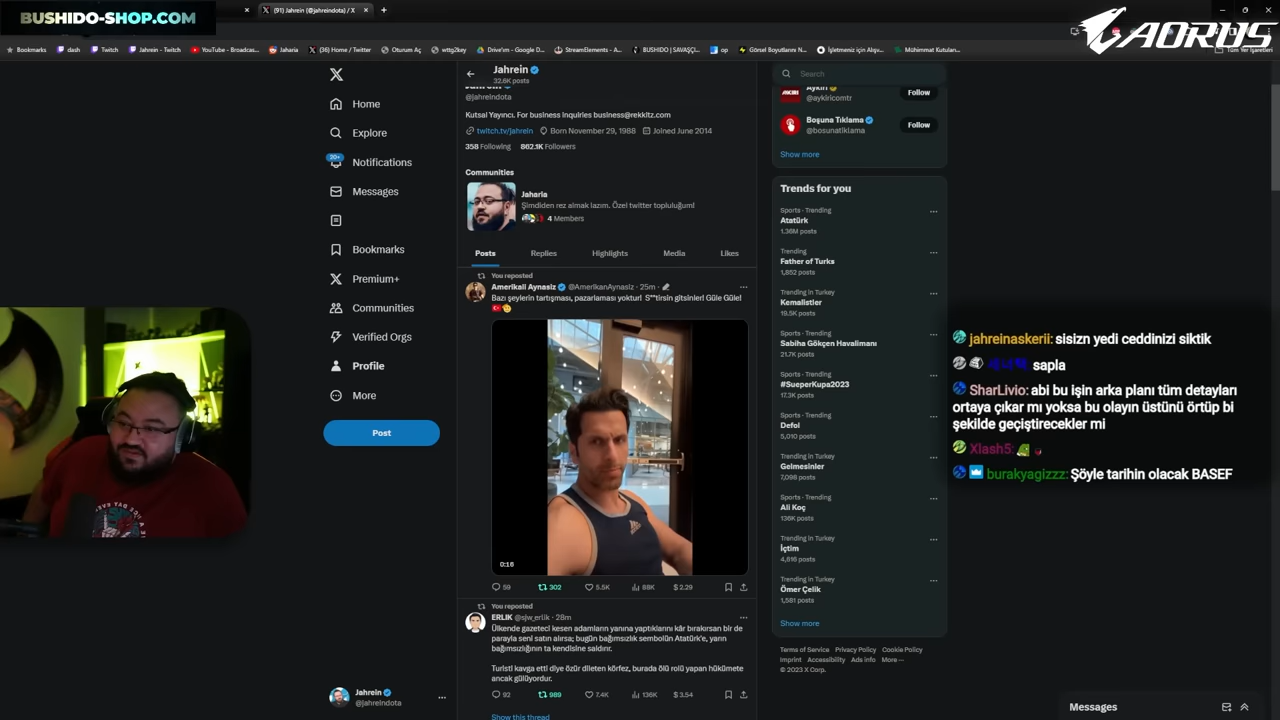 BUSHIDO-SHOP.COM
(91) Jahrein (@jahreindota) / X
AORUS
Bookmarks
dash
Twitch
Jahrein - Twitch
YouTube - Broadcas...
Jaharia
(36) Home / Twitter
Oturum Aç
wttg2key
Drive'ım - Google D...
StreamElements - A...
BUSHIDO | SAVAŞÇI...
op
Görsel Boyutlarını N...
İşletmeniz için Alışv...
Mühimmat Kutuları...
Tüm Yer İşaretleri
Home
Explore
20+
Notifications
Messages
Bookmarks
Premium+
Communities
Verified Orgs
Profile
More
Post
Jahrein
@jahreindota
Jahrein
32.6K posts
Jahrein
@jahreindota
Kutsal Yayıncı. For business inquiries business@rekktz.com
twitch.tv/jahrein
Born November 29, 1988
Joined June 2014
358 Following
862.1K Followers
Communities
Jaharia
Şimdiden rez almak lazım. Özel twitter topluluğum!
4 Members
Posts
Replies
Highlights
Media
Likes
You reposted
Amerikali Aynasiz @AmerikanAynasiz · 25m ·
Bazı şeylerin tartışması, pazarlaması yoktur! S**tirsin gitsinler! Güle Güle!
0:16
59
302
5.5K
88K
$ 2.29
You reposted
ERLIK @sjw_erlik · 28m
Ülkende gazeteci kesen adamların yanına yaptıklarını kâr bırakırsan bir de
parayla seni satın alırsa; bugün bağımsızlık sembolün Atatürk'e, yarın
bağımsızlığının ta kendisine saldırır.
Turisti kavga etti diye özür dileten körfez, burada ölü rolü yapan hükümete
ancak gülüyordur.
92
989
7.4K
136K
$ 3.54
Show this thread
Search
Aykırı
@aykiricomtr
Follow
Boşuna Tıklama
@bosunatiklama
Follow
Show more
Trends for you
Sports · Trending
Atatürk
1.36M posts
Trending
Father of Turks
1,852 posts
Trending in Turkey
Kemalistler
19.5K posts
Sports · Trending
Sabiha Gökçen Havalimanı
21.7K posts
Sports · Trending
#SueperKupa2023
17.3K posts
Sports · Trending
Defol
5,010 posts
Trending in Turkey
Gelmesinler
7,098 posts
Sports · Trending
Ali Koç
136K posts
Trending in Turkey
İçtim
4,816 posts
Trending in Turkey
Ömer Çelik
1,581 posts
Show more
Terms of Service Privacy Policy Cookie Policy
Imprint Accessibility Ads info More ···
© 2023 X Corp.
Messages
jahreinaskerii: sisizn yedi ceddinizi siktik
sapla
SharLivio: abi bu işin arka planı tüm detayları
ortaya çıkar mı yoksa bu olayın üstünü örtüp bi
şekilde geçiştirecekler mi
Xlash5:
burakyagizzz: Şöyle tarihin olacak BASEF